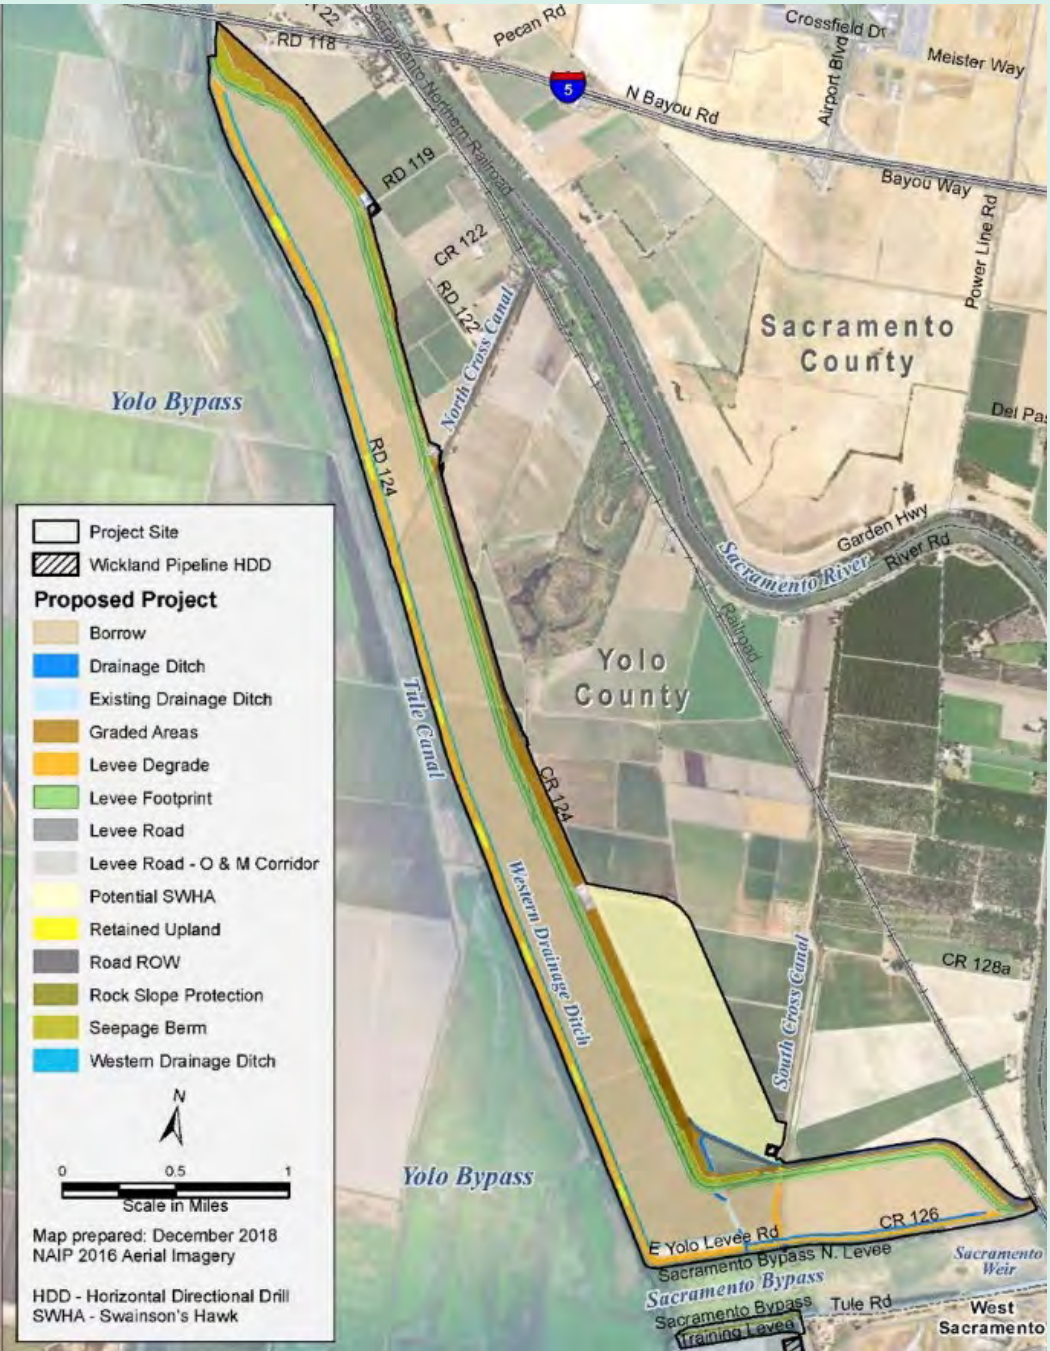 R 22
RD 118
Pecan Rd
Crossfield Dr
Airport Blvd
Meister Way
5
N Bayou Rd
Sacramento Northern Railroad
RD 119
Bayou Way
CR 122
RD 122
North Cross Canal
Power Line Rd
Sacramento
County
Yolo Bypass
Del Pas
RD 124
Garden Hwy
River Rd
Sacramento River
Railroad
Yolo
County
Tule Canal
CR 124
Western Drainage Ditch
South Cross Canal
CR 128a
Yolo Bypass
E Yolo Levee Rd
CR 126
Sacramento Bypass N. Levee
Sacramento
Weir
Sacramento Bypass
Sacramento Bypass
Training Levee
Tule Rd
West
Sacramento
Project Site
Wickland Pipeline HDD
Proposed Project
Borrow
Drainage Ditch
Existing Drainage Ditch
Graded Areas
Levee Degrade
Levee Footprint
Levee Road
Levee Road - O & M Corridor
Potential SWHA
Retained Upland
Road ROW
Rock Slope Protection
Seepage Berm
Western Drainage Ditch
N
0 0.5 1
Scale in Miles
Map prepared: December 2018
NAIP 2016 Aerial Imagery
HDD - Horizontal Directional Drill
SWHA - Swainson's Hawk